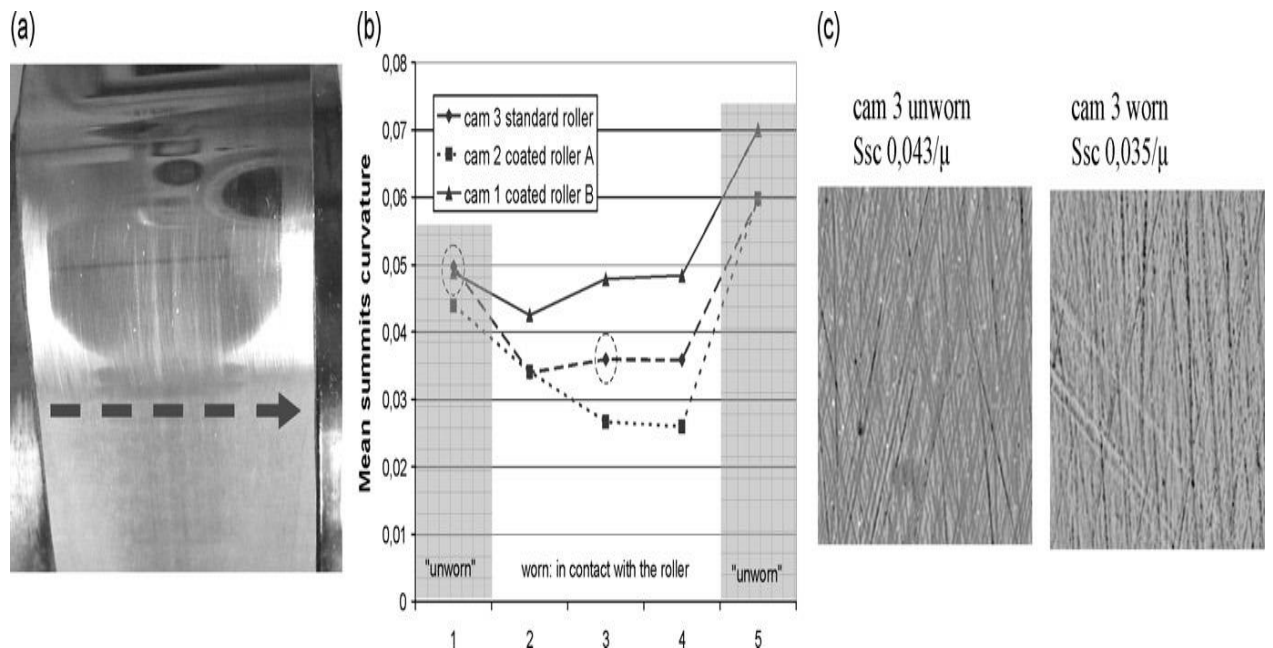 (a)
(b)
(c)
0,08
0,07
0,06
0,05
0,04
0,03
0,02
0,01
0
Mean summits curvature
cam 3 standard roller
cam 2 coated roller A
cam 1 coated roller B
"unworn"
worn: in contact with the roller
"unworn"
1 2 3 4 5
cam 3 unworn
Ssc 0,043/µ
cam 3 worn
Ssc 0,035/µ